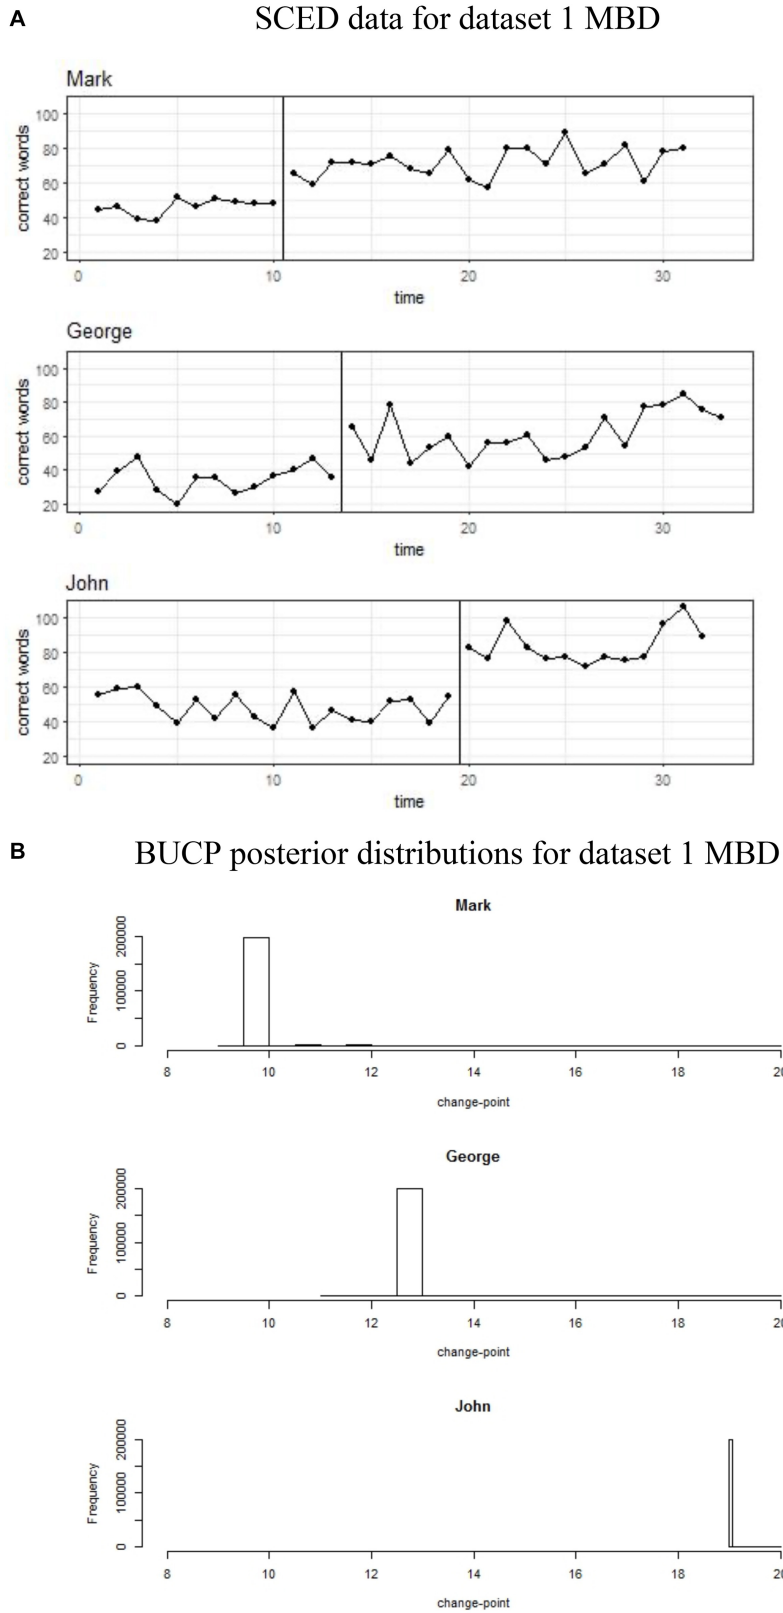 A
SCED data for dataset 1 MBD
Mark
correct words
100
80
60
40
20
0 10 20 30
time
George
correct words
100
80
60
40
20
0 10 20 30
time
John
correct words
100
80
60
40
20
0 10 20 30
time
B
BUCP posterior distributions for dataset 1 MBD
Mark
Frequency
200000
100000
0
8 10 12 14 16 18 20
change-point
George
Frequency
200000
100000
0
8 10 12 14 16 18 20
change-point
John
Frequency
200000
100000
0
8 10 12 14 16 18 20
change-point